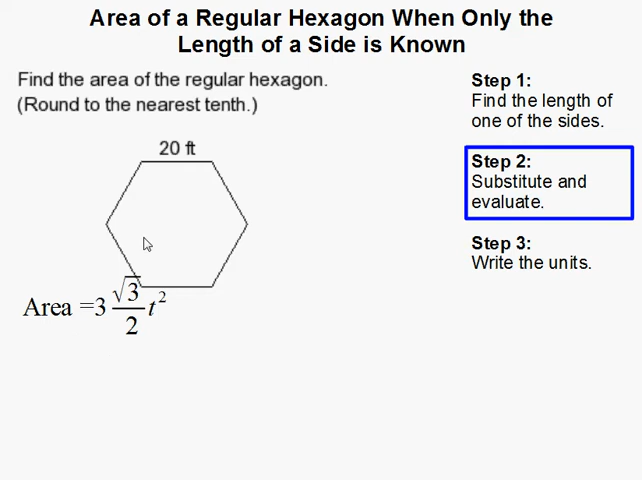 Area of a Regular Hexagon When Only the
Length of a Side is Known
Find the area of the regular hexagon.
(Round to the nearest tenth.)
20 ft
Area =3 √3/2 t²
Step 1:
Find the length of
one of the sides.
Step 2:
Substitute and
evaluate.
Step 3:
Write the units.